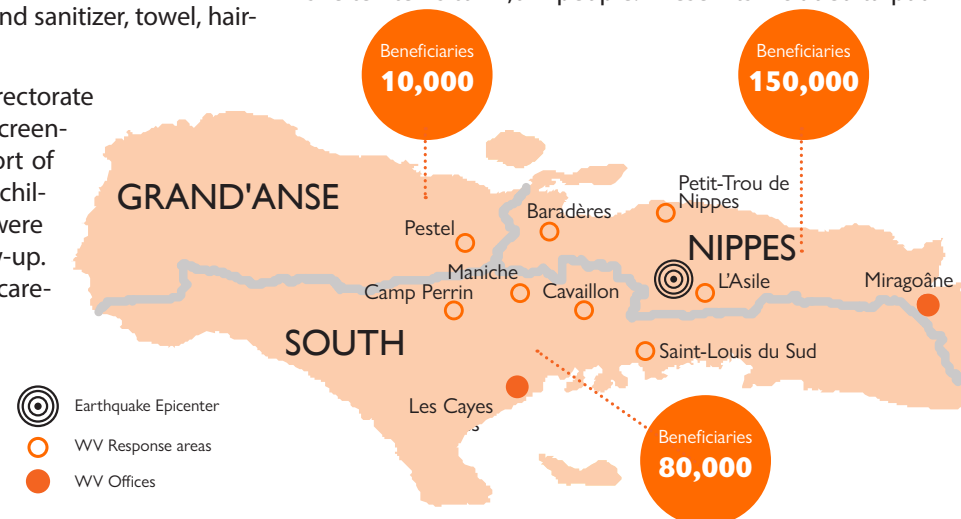 nd sanitizer, towel, hair-
rectorate
creen-
ort of
chil-
were
-up.
care-
Beneficiaries
10,000
Beneficiaries
150,000
GRAND'ANSE
Pestel
Baradères
Petit-Trou de
Nippes
NIPPES
L'Asile
Miragoâne
Maniche
Camp Perrin
Cavaillon
SOUTH
Saint-Louis du Sud
Les Cayes
s
Beneficiaries
80,000
Earthquake Epicenter
WV Response areas
WV Offices